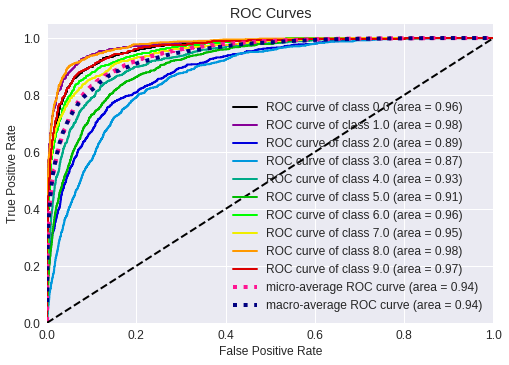 ROC Curves
True Positive Rate
1.0
0.8
0.6
0.4
0.2
0.0
ROC curve of class 0.0 (area = 0.96)
ROC curve of class 1.0 (area = 0.98)
ROC curve of class 2.0 (area = 0.89)
ROC curve of class 3.0 (area = 0.87)
ROC curve of class 4.0 (area = 0.93)
ROC curve of class 5.0 (area = 0.91)
ROC curve of class 6.0 (area = 0.96)
ROC curve of class 7.0 (area = 0.95)
ROC curve of class 8.0 (area = 0.98)
ROC curve of class 9.0 (area = 0.97)
micro-average ROC curve (area = 0.94)
macro-average ROC curve (area = 0.94)
0.0 0.2 0.4 0.6 0.8 1.0
False Positive Rate